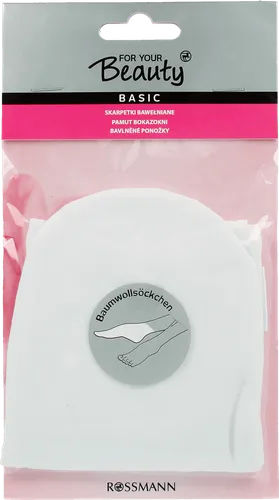 FOR YOUR
Beauty
BASIC
SKARPETKI BAWEŁNIANE
PAMUT BOKAZOKNI
BAVLNĚNÉ PONOŽKY
Baumwollsöckchen
ROSSMANN